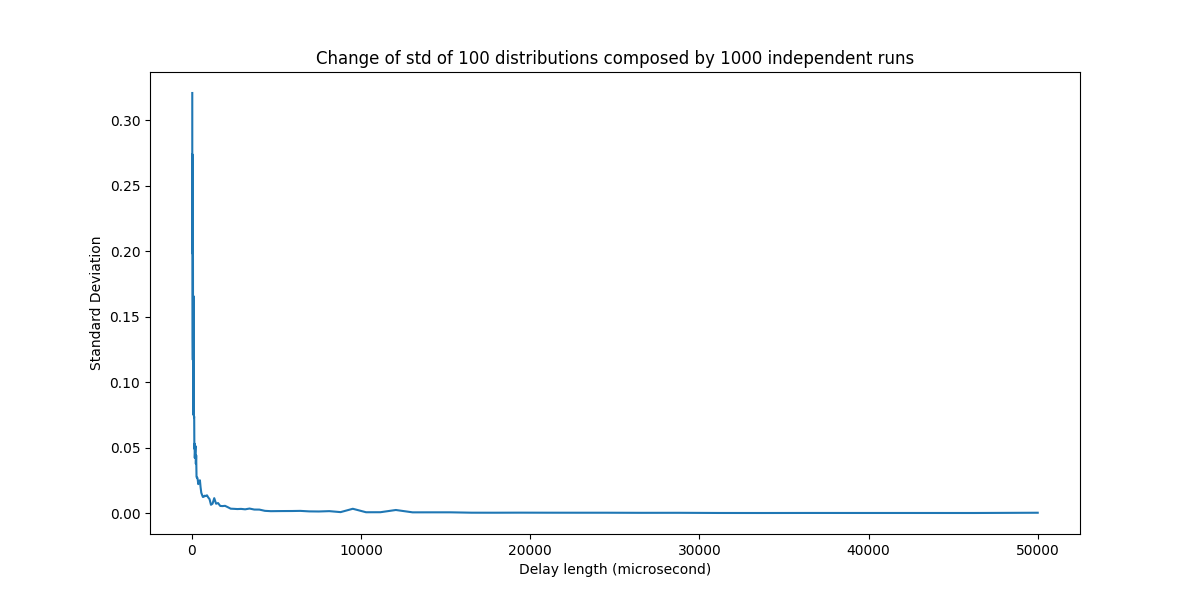 Change of std of 100 distributions composed by 1000 independent runs
Standard Deviation
0.30
0.25
0.20
0.15
0.10
0.05
0.00
0 10000 20000 30000 40000 50000
Delay length (microsecond)